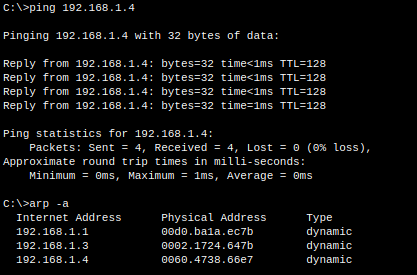 C:\>ping 192.168.1.4
Pinging 192.168.1.4 with 32 bytes of data:
Reply from 192.168.1.4: bytes=32 time<1ms TTL=128
Reply from 192.168.1.4: bytes=32 time<1ms TTL=128
Reply from 192.168.1.4: bytes=32 time<1ms TTL=128
Reply from 192.168.1.4: bytes=32 time=1ms TTL=128
Ping statistics for 192.168.1.4:
    Packets: Sent = 4, Received = 4, Lost = 0 (0% loss),
Approximate round trip times in milli-seconds:
    Minimum = 0ms, Maximum = 1ms, Average = 0ms
C:\>arp -a
  Internet Address      Physical Address      Type
  192.168.1.1           00d0.ba1a.ec7b        dynamic
  192.168.1.3           0002.1724.647b        dynamic
  192.168.1.4           0060.4738.66e7        dynamic